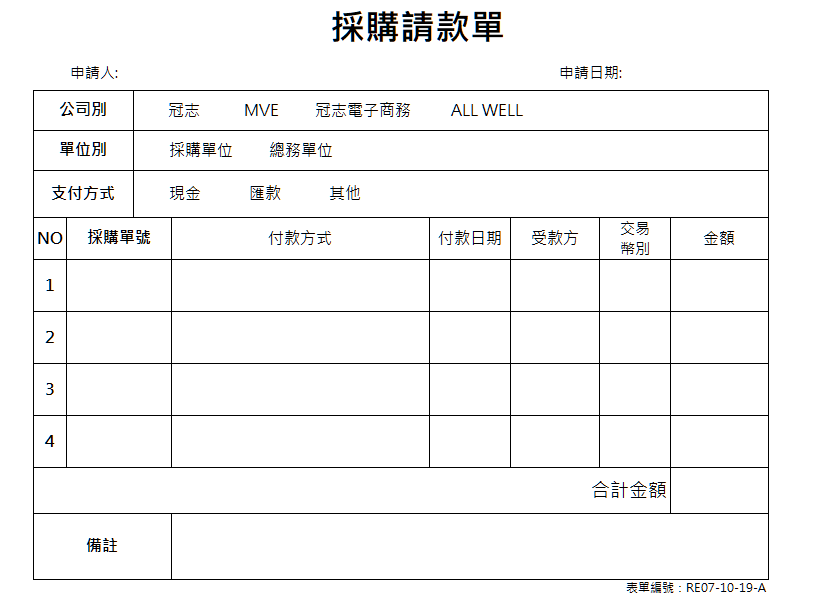 採購請款單
申請人: 申請日期:
公司別 冠志 MVE 冠志電子商務 ALL WELL
單位別 採購單位 總務單位
支付方式 現金 匯款 其他
NO 採購單號 付款方式 付款日期 受款方 交易幣別 金額
1
2
3
4
合計金額
備註
表單編號：RE07-10-19-A